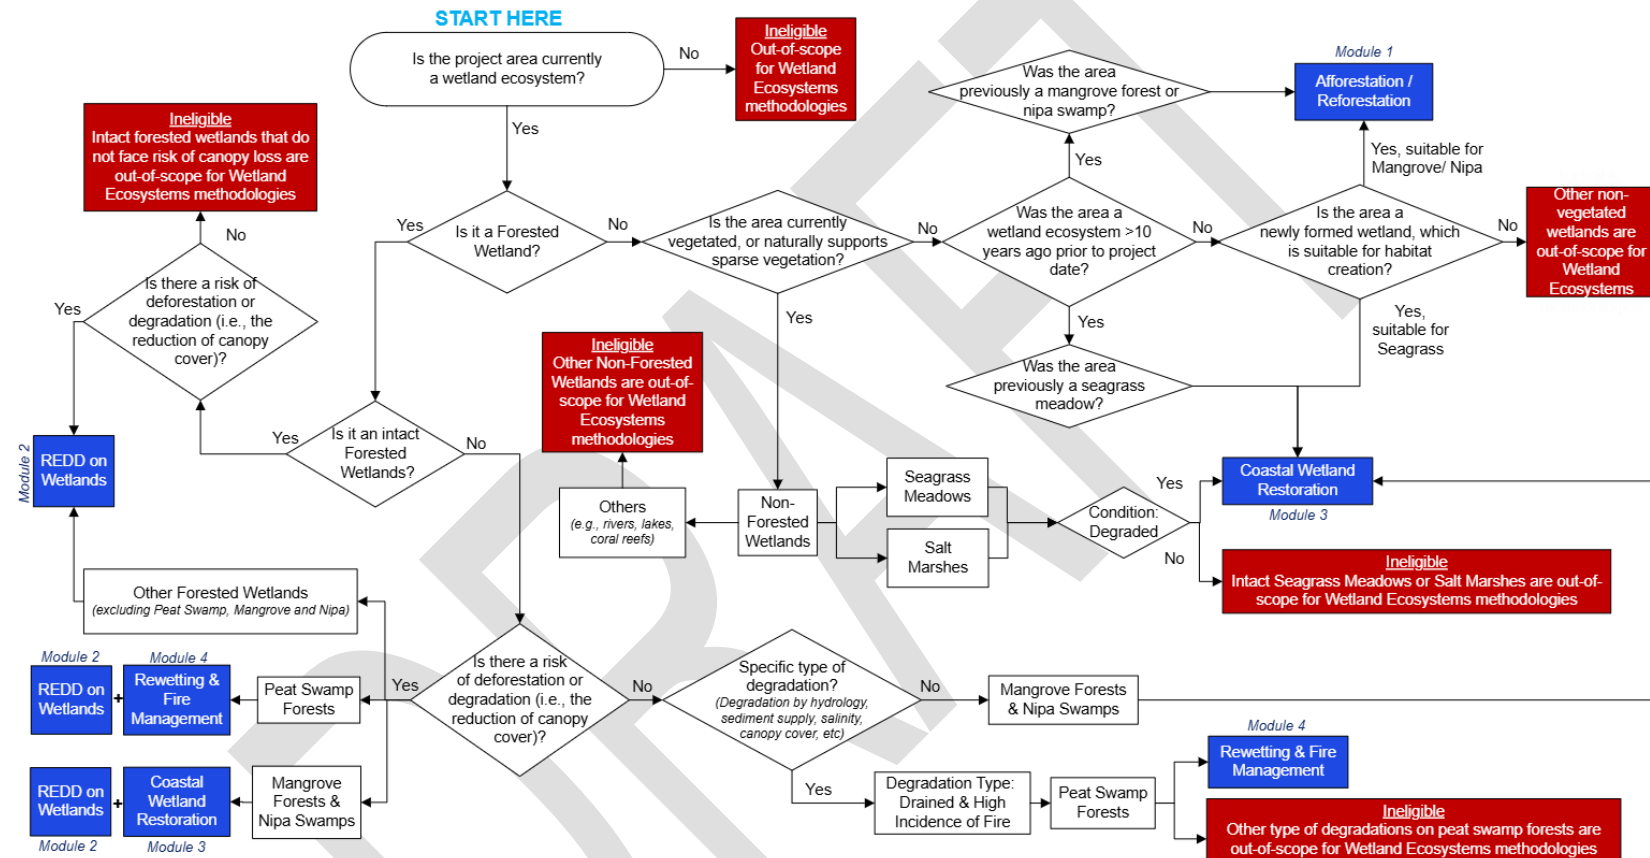 START HERE
Is the project area currently
a wetland ecosystem?
No
Ineligible
Out-of-scope
for Wetland
Ecosystems
methodologies
Yes
Module 1
Afforestation /
Reforestation
Was the area
previously a mangrove forest or
nipa swamp?
Yes
Yes, suitable for
Mangrove/ Nipa
Ineligible
Intact forested wetlands that do
not face risk of canopy loss are
out-of-scope for Wetland
Ecosystems methodologies
No
Yes
Is it a Forested
Wetland?
No
Is the area currently
vegetated, or naturally supports
sparse vegetation?
No
Was the area a
wetland ecosystem >10
years ago prior to project
date?
No
Is the area a
newly formed wetland, which
is suitable for habitat
creation?
No
Other non-
vegetated
wetlands are
out-of-scope for
Wetland
Ecosystems
Is there a risk of
deforestation or
degradation (i.e., the
reduction of canopy
cover)?
Yes
Yes
Yes
Yes,
suitable for
Seagrass
Was the area
previously a seagrass
meadow?
Ineligible
Other Non-Forested
Wetlands are out-of-
scope for Wetland
Ecosystems
methodologies
Yes
Is it an intact
Forested
Wetlands?
No
Module 2
REDD on
Wetlands
Others
(e.g., rivers, lakes,
coral reefs)
Non-
Forested
Wetlands
Seagrass
Meadows
Salt
Marshes
Condition:
Degraded
Yes
No
Coastal Wetland
Restoration
Module 3
Ineligible
Intact Seagrass Meadows or Salt Marshes are out-of-
scope for Wetland Ecosystems methodologies
Other Forested Wetlands
(excluding Peat Swamp, Mangrove and Nipa)
Module 2
REDD on
Wetlands
+
Module 4
Rewetting &
Fire
Management
Peat Swamp
Forests
Yes
Is there a risk
of deforestation or
degradation (i.e., the
reduction of canopy
cover)?
No
Specific type of
degradation?
(Degradation by hydrology,
sediment supply, salinity,
canopy cover, etc)
No
Mangrove Forests
& Nipa Swamps
REDD on
Wetlands
Module 2
+
Coastal
Wetland
Restoration
Module 3
Mangrove
Forests &
Nipa Swamps
Yes
Degradation Type:
Drained & High
Incidence of Fire
Peat Swamp
Forests
Module 4
Rewetting & Fire
Management
Ineligible
Other type of degradations on peat swamp forests are
out-of-scope for Wetland Ecosystems methodologies
DRAFT